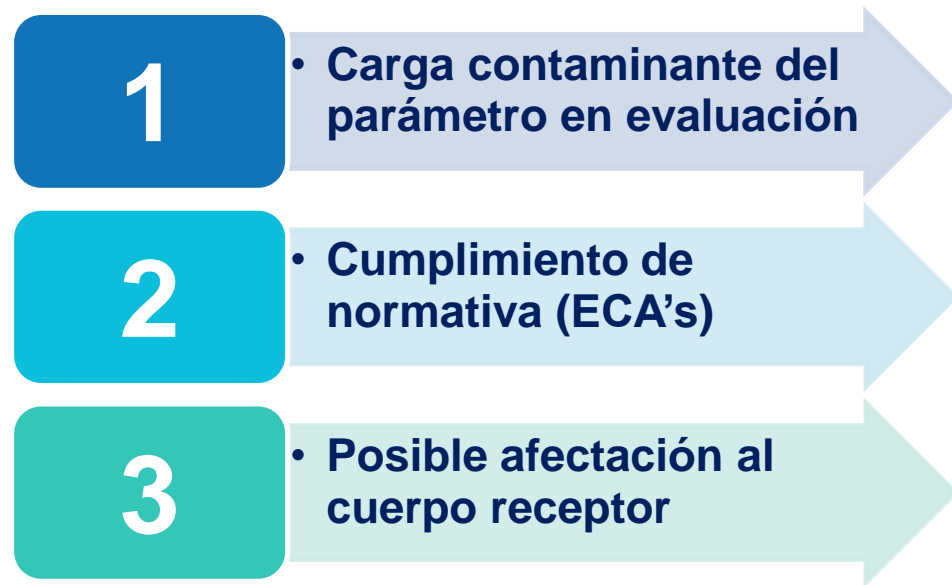 1
• Carga contaminante del
parámetro en evaluación
2
• Cumplimiento de
normativa (ECA’s)
3
• Posible afectación al
cuerpo receptor